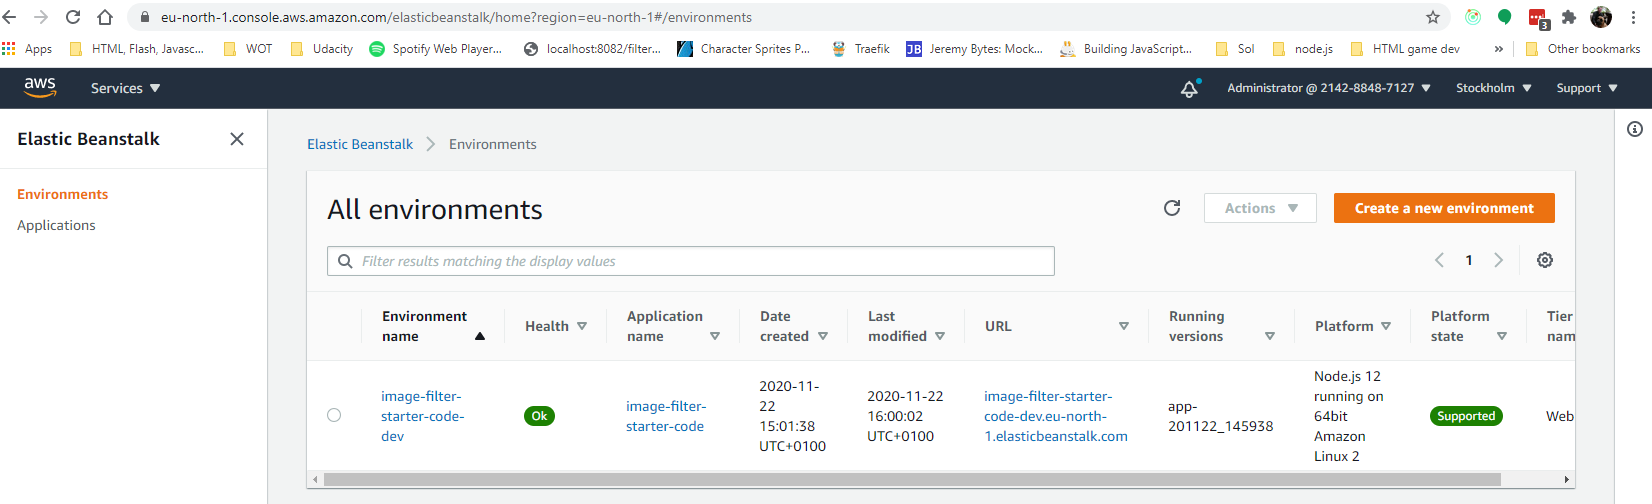 eu-north-1.console.aws.amazon.com/elasticbeanstalk/home?region=eu-north-1#/environments
3
Apps
HTML, Flash, Javasc...
WOT
Udacity
Spotify Web Player...
localhost:8082/filter...
Character Sprites P...
Traefik
JB
Jeremy Bytes: Mock...
Building JavaScript...
Sol
node.js
HTML game dev
»
Other bookmarks
aws
Services
Administrator @ 2142-8848-7127
Stockholm
Support
Elastic Beanstalk
Environments
Applications
Elastic Beanstalk
Environments
All environments
Actions
Create a new environment
Filter results matching the display values
1
Environment
name
Health
Application
name
Date
created
Last
modified
URL
Running
versions
Platform
Platform
state
Tier
nam
image-filter-
starter-code-
dev
Ok
image-filter-
starter-code
2020-11-
22
15:01:38
UTC+0100
2020-11-22
16:00:02
UTC+0100
image-filter-starter-
code-dev.eu-north-
1.elasticbeanstalk.com
app-
201122_145938
Node.js 12
running on
64bit
Amazon
Linux 2
Supported
Web